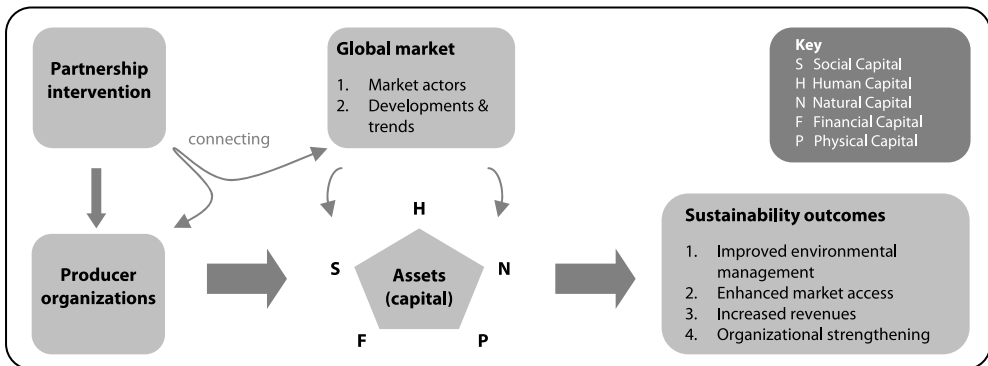 Partnership
intervention
Global market
1. Market actors
2. Developments &
trends
Key
S Social Capital
H Human Capital
N Natural Capital
F Financial Capital
P Physical Capital
connecting
Producer
organizations
H
S
N
Assets
(capital)
F
P
Sustainability outcomes
1. Improved environmental
management
2. Enhanced market access
3. Increased revenues
4. Organizational strengthening